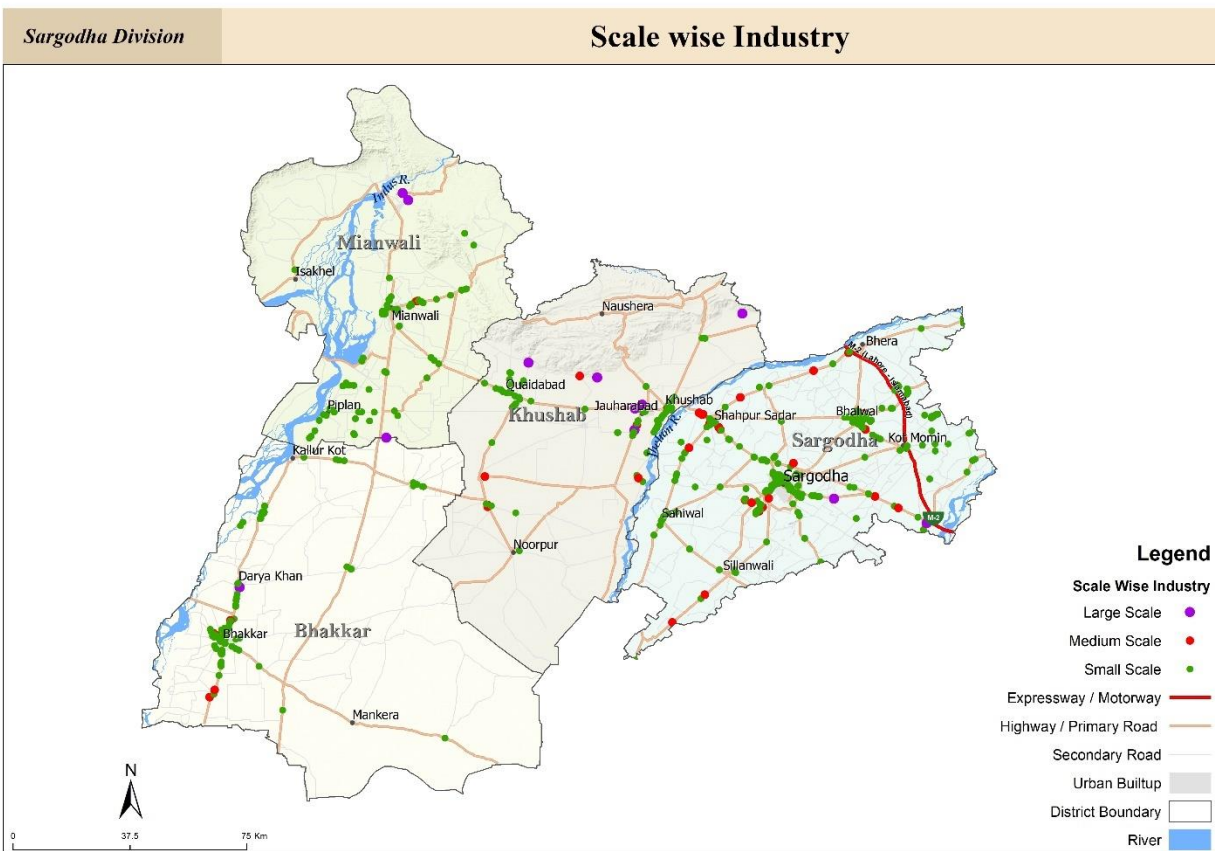 Sargodha Division
Scale wise Industry
Indus R.
Mianwali
Isakhel
Mianwali
Naushera
Bhera
M-2 (Lahore - Islamabad)
Quaidabad
Khushab
Jauharabad
Khushab
Piplan
Shahpur Sadar
Bhalwal
Sargodha
Kot Momin
Jhelum R.
Kallur Kot
Sargodha
Sahiwal
M-2
Noorpur
Sillanwali
Darya Khan
Bhakkar
Bhakkar
Mankera
Legend
Scale Wise Industry
Large Scale
Medium Scale
Small Scale
Expressway / Motorway
Highway / Primary Road
Secondary Road
Urban Builtup
District Boundary
River
N
0 37.5 75 Km